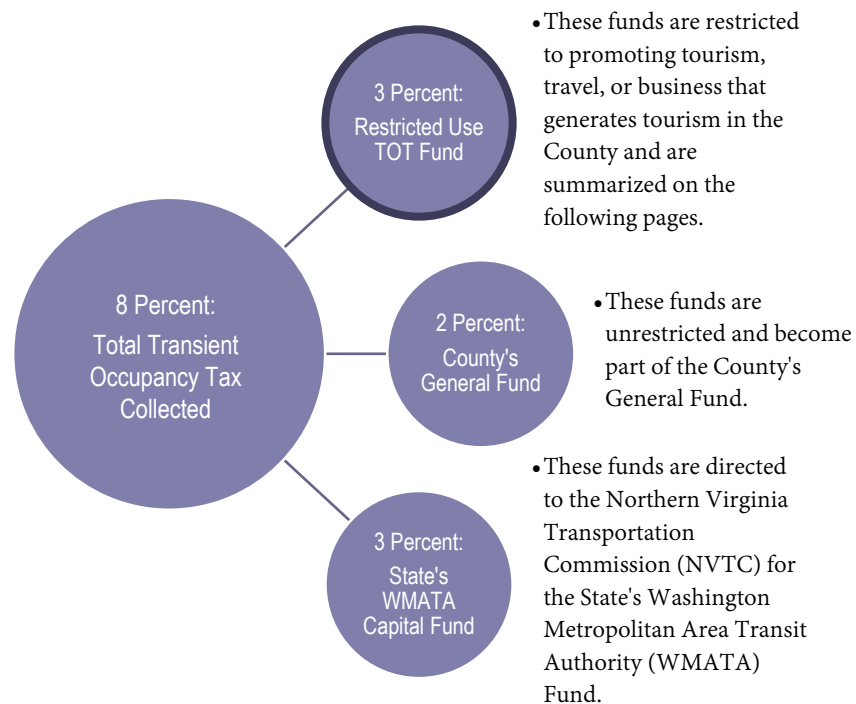 8 Percent:
Total Transient
Occupancy Tax
Collected
3 Percent:
Restricted Use
TOT Fund
•These funds are restricted
to promoting tourism,
travel, or business that
generates tourism in the
County and are
summarized on the
following pages.
2 Percent:
County's
General Fund
•These funds are
unrestricted and become
part of the County's
General Fund.
3 Percent:
State's
WMATA
Capital Fund
•These funds are directed
to the Northern Virginia
Transportation
Commission (NVTC) for
the State's Washington
Metropolitan Area Transit
Authority (WMATA)
Fund.